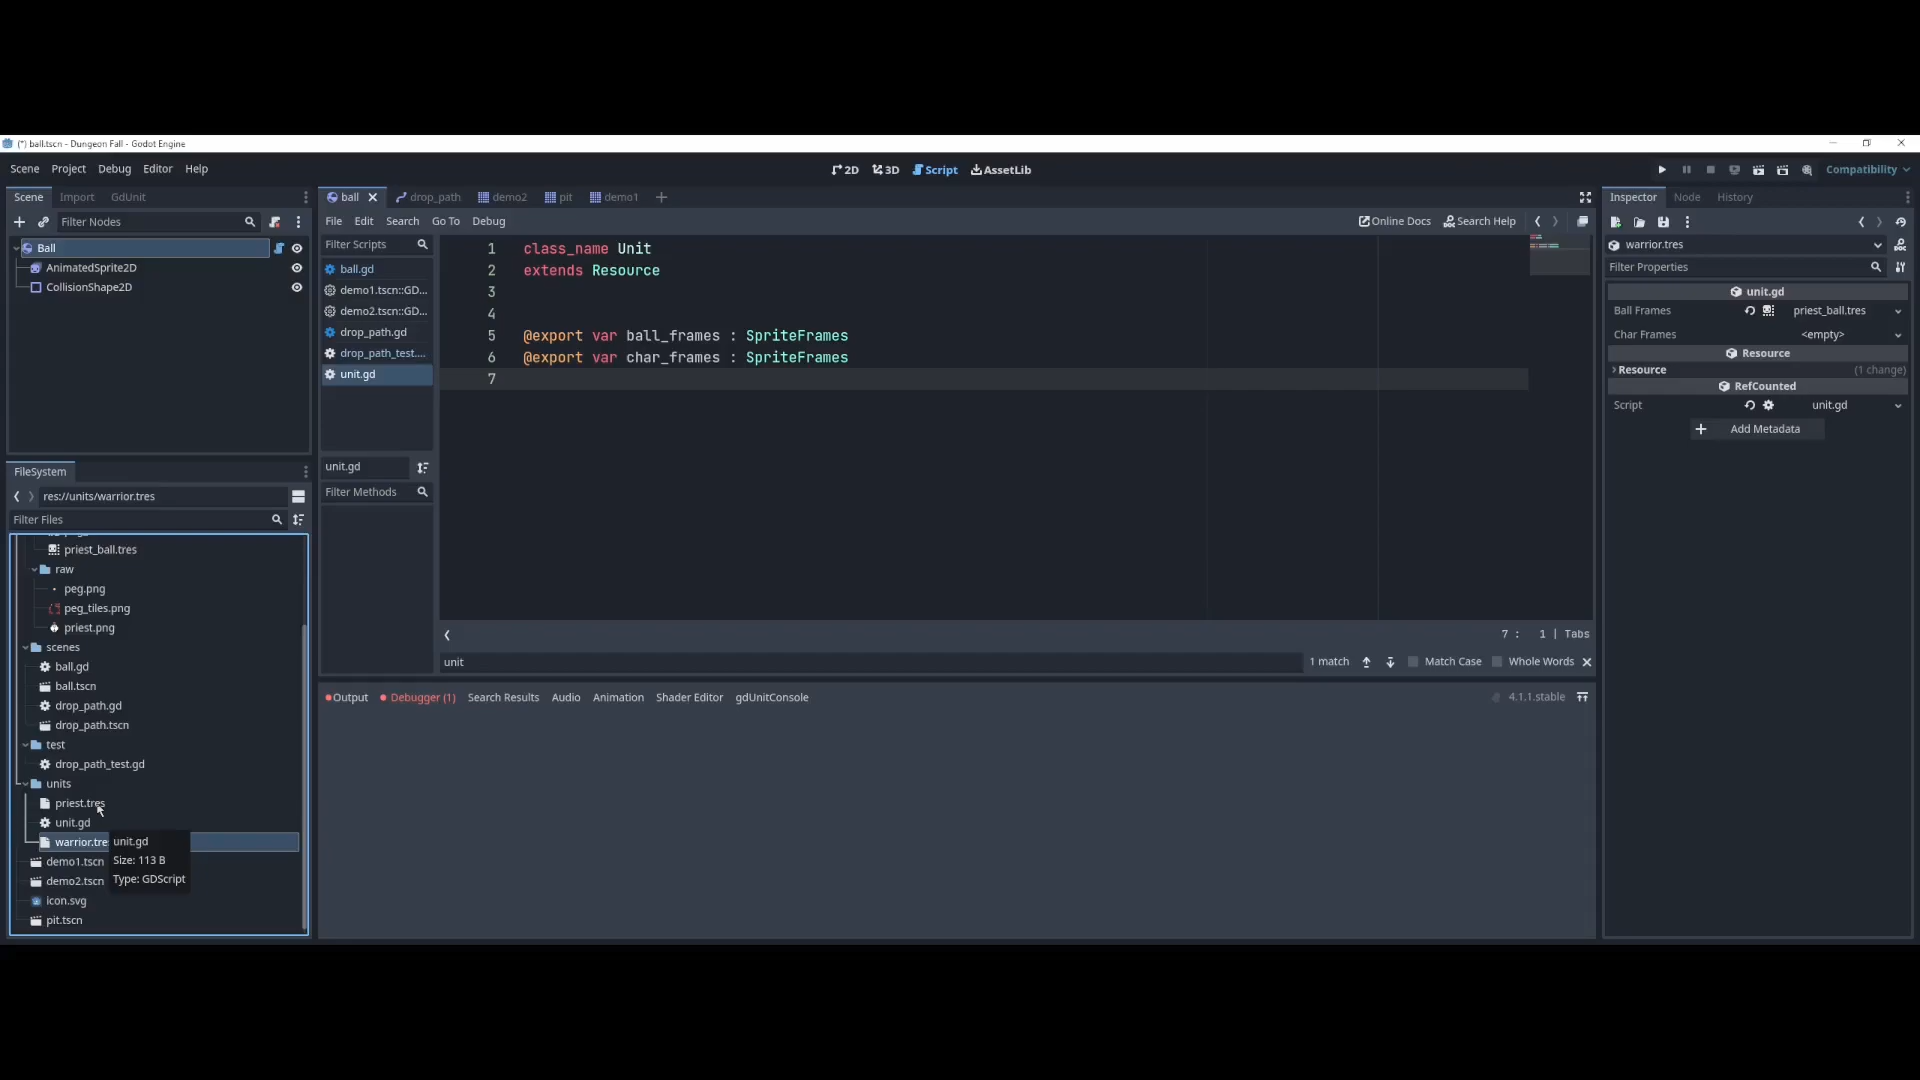 (*) ball.tscn - Dungeon Fall - Godot Engine
Scene Project Debug Editor Help
2D 3D Script AssetLib
Compatibility
Scene Import GdUnit
Filter Nodes
Ball
AnimatedSprite2D
CollisionShape2D
FileSystem
res://units/warrior.tres
Filter Files
priest_ball.tres
raw
peg.png
peg_tiles.png
priest.png
scenes
ball.gd
ball.tscn
drop_path.gd
drop_path.tscn
test
drop_path_test.gd
units
priest.tres
unit.gd
warrior.tre
unit.gd
Size: 113 B
Type: GDScript
demo1.tscn
demo2.tscn
icon.svg
pit.tscn
ball drop_path demo2 pit demo1
File Edit Search Go To Debug
Online Docs Search Help
Filter Scripts
ball.gd
demo1.tscn::GD...
demo2.tscn::GD...
drop_path.gd
drop_path_test....
unit.gd
unit.gd
Filter Methods
1 class_name Unit
2 extends Resource
3
4
5 @export var ball_frames : SpriteFrames
6 @export var char_frames : SpriteFrames
7
7 : 1 | Tabs
unit
1 match Match Case Whole Words
Output Debugger (1) Search Results Audio Animation Shader Editor gdUnitConsole
4.1.1.stable
Inspector Node History
warrior.tres
Filter Properties
unit.gd
Ball Frames priest_ball.tres
Char Frames <empty>
Resource
Resource (1 change)
RefCounted
Script unit.gd
Add Metadata